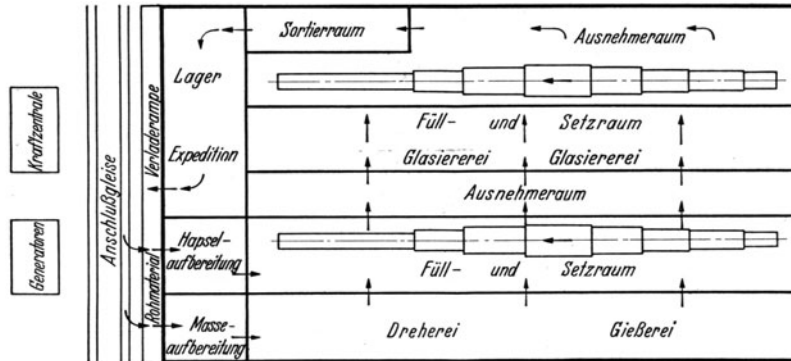 Sortierraum
Ausnehmeraum
Lager
Kraftzentrale
Verladerampe
Füll- und Setzraum
Expedition
Glasiererei Glasiererei
Ausnehmeraum
Anschlußgleise
Generatoren
Rohmaterial
Hapsel-
aufbereitung
Füll- und Setzraum
Masse-
aufbereitung
Dreherei
Gießerei